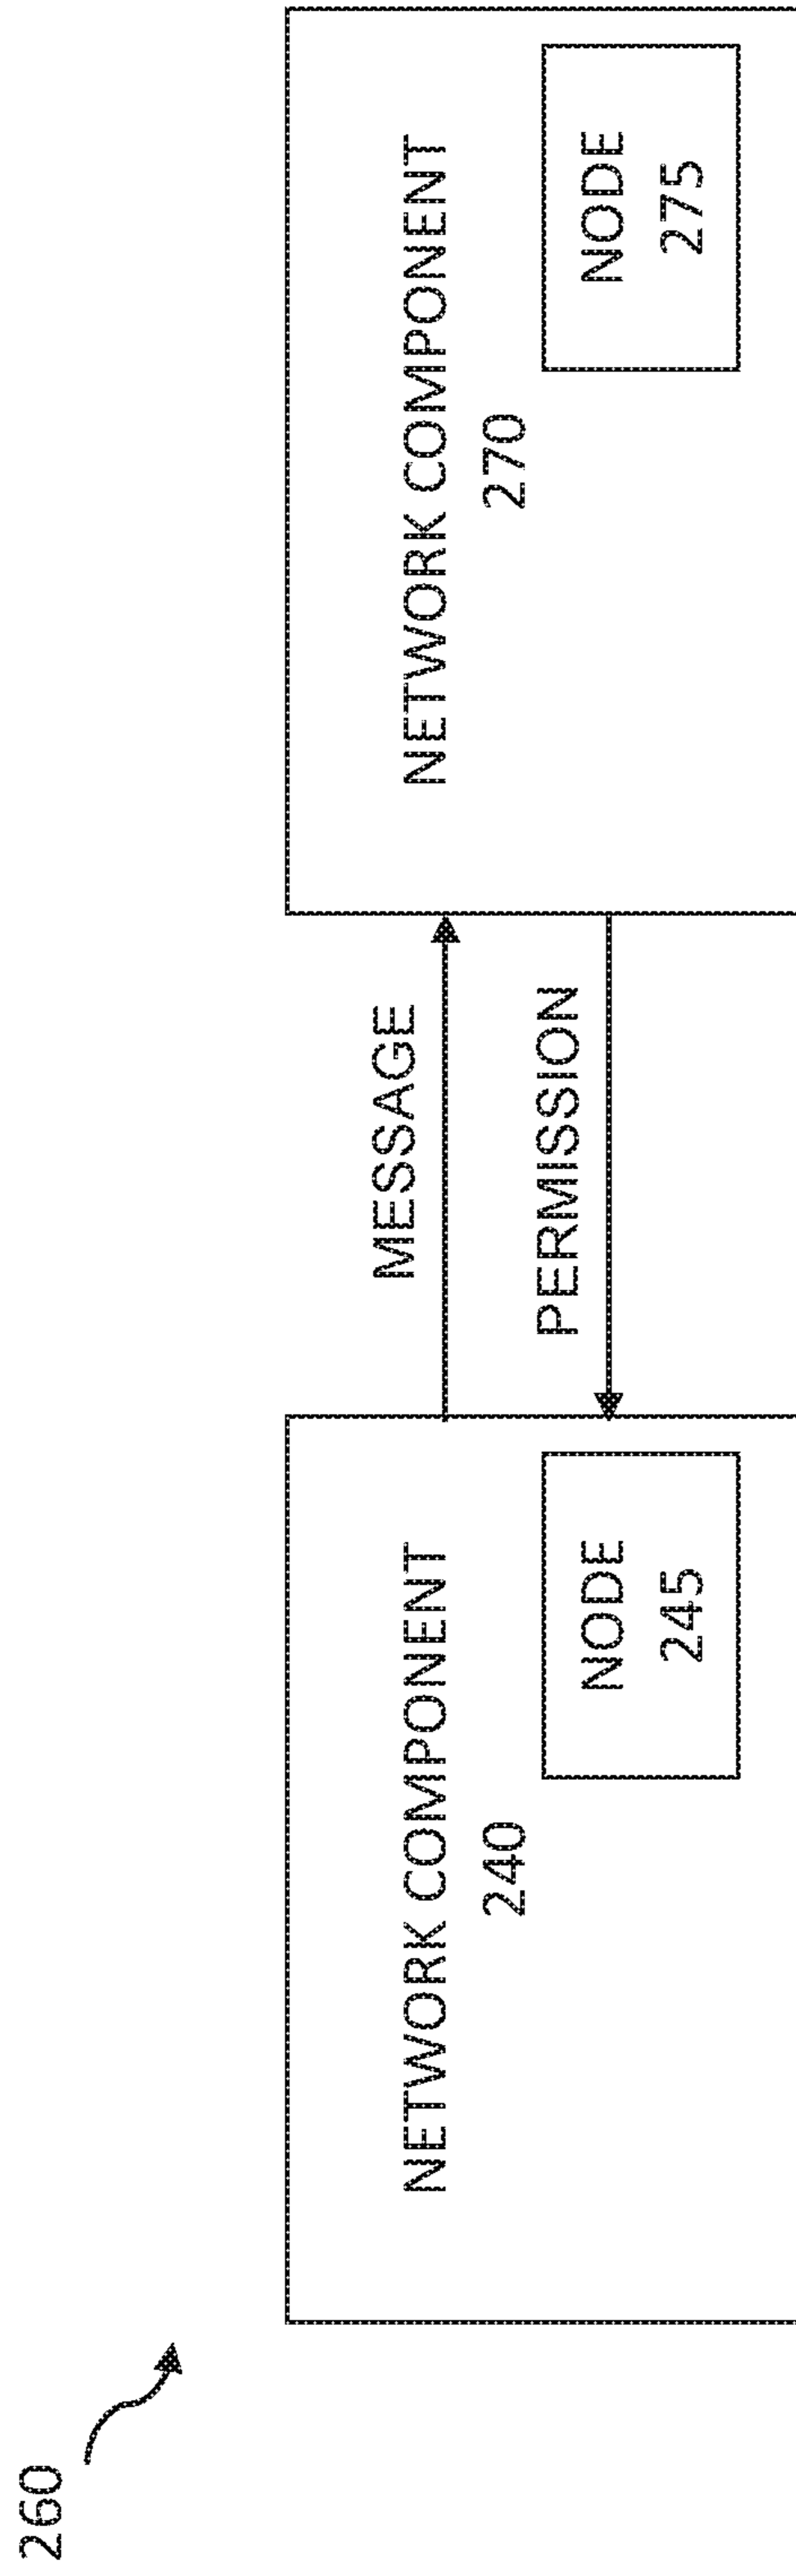 260
NETWORK COMPONENT
240
NODE
245
MESSAGE
PERMISSION
NETWORK COMPONENT
270
NODE
275